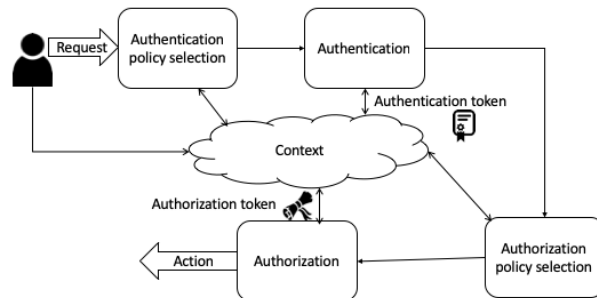 Request
Authentication
policy selection
Authentication
Authentication token
Context
Authorization token
Action
Authorization
Authorization
policy selection